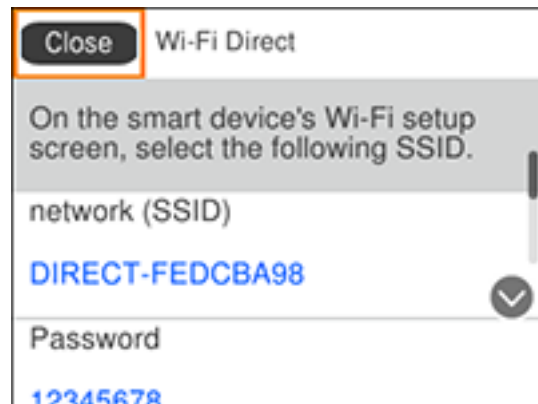 Close Wi-Fi Direct
On the smart device's Wi-Fi setup
screen, select the following SSID.
network (SSID)
DIRECT-FEDCBA98
Password
12345678